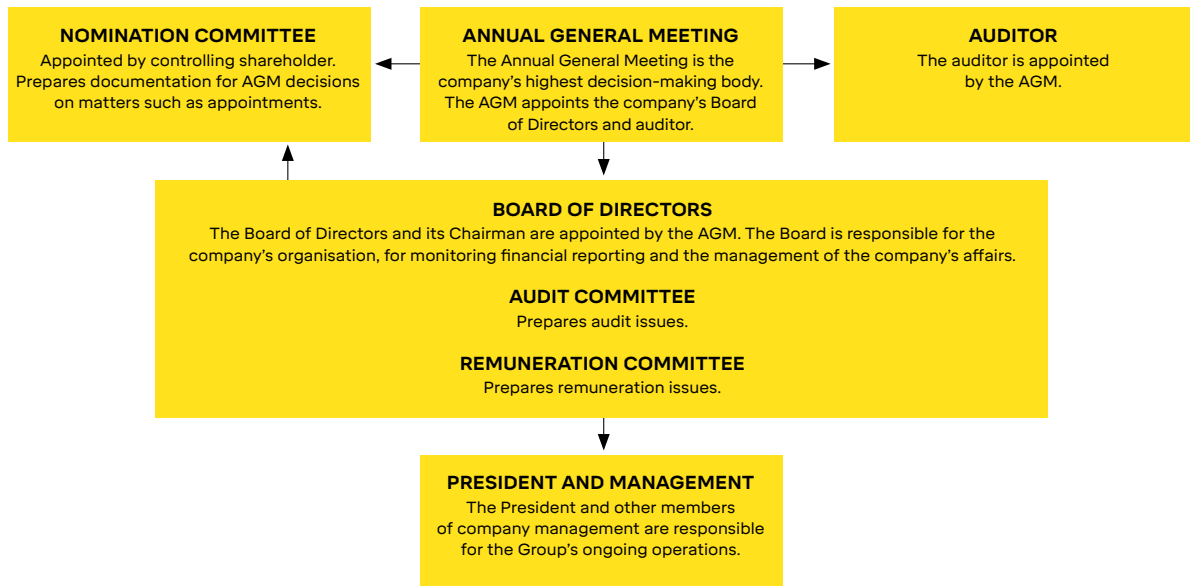 NOMINATION COMMITTEE
Appointed by controlling shareholder.
Prepares documentation for AGM decisions
on matters such as appointments.
ANNUAL GENERAL MEETING
The Annual General Meeting is the
company’s highest decision-making body.
The AGM appoints the company’s Board
of Directors and auditor.
AUDITOR
The auditor is appointed
by the AGM.
BOARD OF DIRECTORS
The Board of Directors and its Chairman are appointed by the AGM. The Board is responsible for the
company’s organisation, for monitoring financial reporting and the management of the company’s affairs.
AUDIT COMMITTEE
Prepares audit issues.
REMUNERATION COMMITTEE
Prepares remuneration issues.
PRESIDENT AND MANAGEMENT
The President and other members
of company management are responsible
for the Group’s ongoing operations.